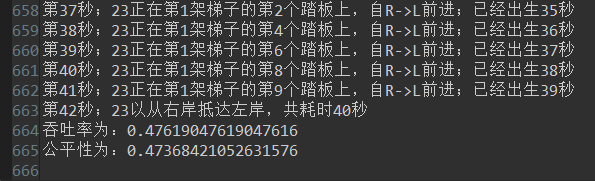 658 第37秒；23正在第1架梯子的第2个踏板上，自R->L前进；已经出生35秒
659 第38秒；23正在第1架梯子的第4个踏板上，自R->L前进；已经出生36秒
660 第39秒；23正在第1架梯子的第6个踏板上，自R->L前进；已经出生37秒
661 第40秒；23正在第1架梯子的第8个踏板上，自R->L前进；已经出生38秒
662 第41秒；23正在第1架梯子的第9个踏板上，自R->L前进；已经出生39秒
663 第42秒；23以从右岸抵达左岸，共耗时40秒
664 吞吐率为：0.47619047619047616
665 公平性为：0.47368421052631576
666